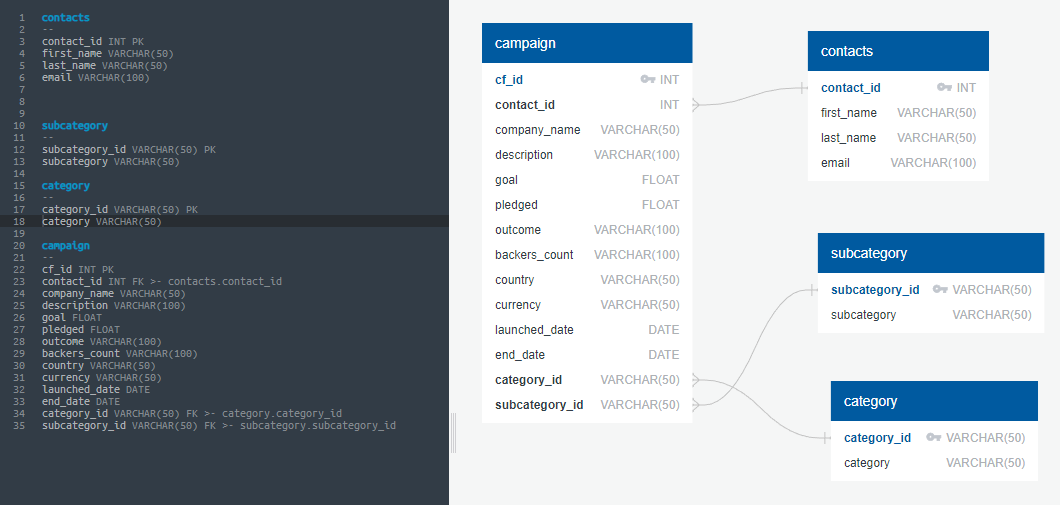 1 contacts
2 --
3 contact_id INT PK
4 first_name VARCHAR(50)
5 last_name VARCHAR(50)
6 email VARCHAR(100)
7
8
9
10 subcategory
11 --
12 subcategory_id VARCHAR(50) PK
13 subcategory VARCHAR(50)
14
15 category
16 --
17 category_id VARCHAR(50) PK
18 category VARCHAR(50)
19
20 campaign
21 --
22 cf_id INT PK
23 contact_id INT FK >- contacts.contact_id
24 company_name VARCHAR(50)
25 description VARCHAR(100)
26 goal FLOAT
27 pledged FLOAT
28 outcome VARCHAR(100)
29 backers_count VARCHAR(100)
30 country VARCHAR(50)
31 currency VARCHAR(50)
32 launched_date DATE
33 end_date DATE
34 category_id VARCHAR(50) FK >- category.category_id
35 subcategory_id VARCHAR(50) FK >- subcategory.subcategory_id
campaign
cf_id INT
contact_id INT
company_name VARCHAR(50)
description VARCHAR(100)
goal FLOAT
pledged FLOAT
outcome VARCHAR(100)
backers_count VARCHAR(100)
country VARCHAR(50)
currency VARCHAR(50)
launched_date DATE
end_date DATE
category_id VARCHAR(50)
subcategory_id VARCHAR(50)
contacts
contact_id INT
first_name VARCHAR(50)
last_name VARCHAR(50)
email VARCHAR(100)
subcategory
subcategory_id VARCHAR(50)
subcategory VARCHAR(50)
category
category_id VARCHAR(50)
category VARCHAR(50)